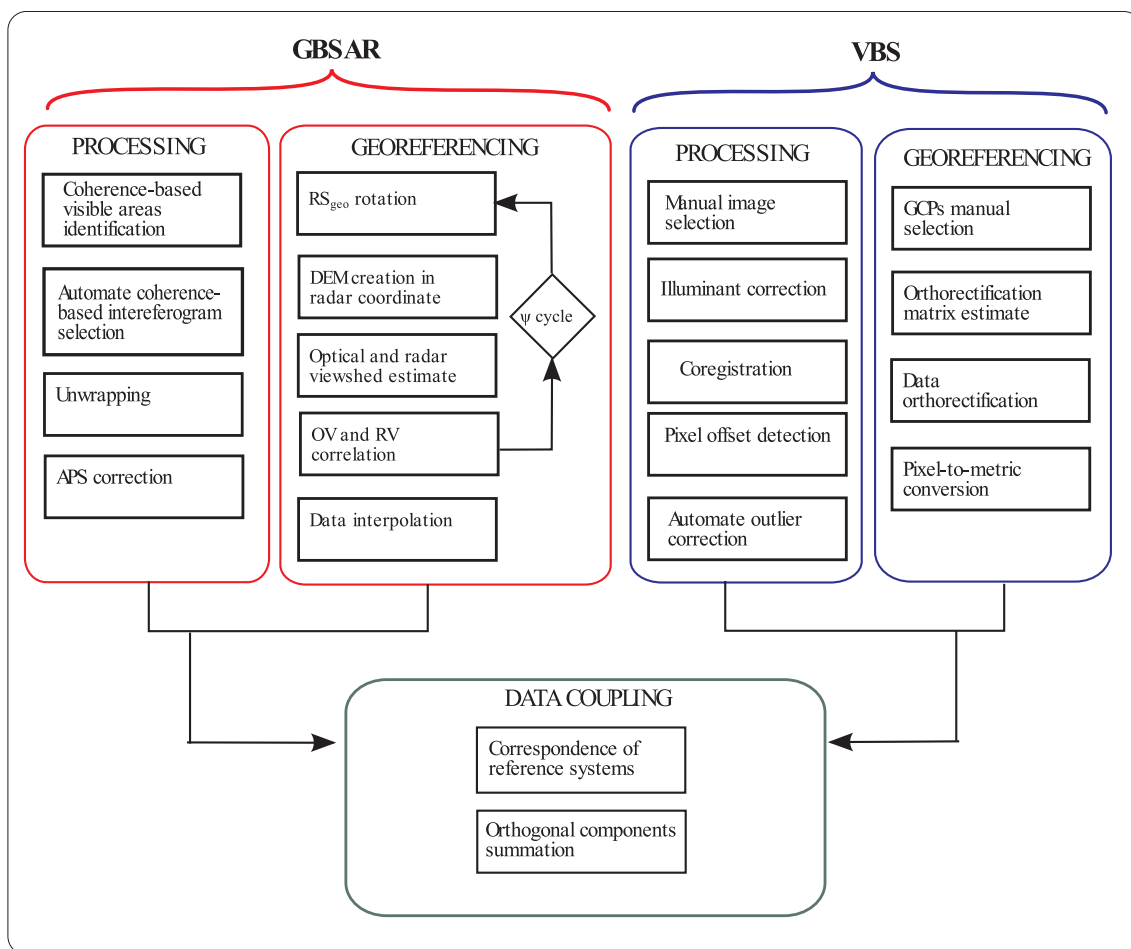 GBSAR
PROCESSING
Coherence-based
visible areas
identification
Automate coherence-
based intereferogram
selection
Unwrapping
APS correction
GEOREFERENCING
RSgeo rotation
DEM creation in
radar coordinate
Optical and radar
viewshed estimate
OV and RV
correlation
Data interpolation
ψ cycle
VBS
PROCESSING
Manual image
selection
Illuminant correction
Coregistration
Pixel offset detection
Automate outlier
correction
GEOREFERENCING
GCPs manual
selection
Orthorectification
matrix estimate
Data
orthorectification
Pixel-to-metric
conversion
DATA COUPLING
Correspondence of
reference systems
Orthogonal components
summation